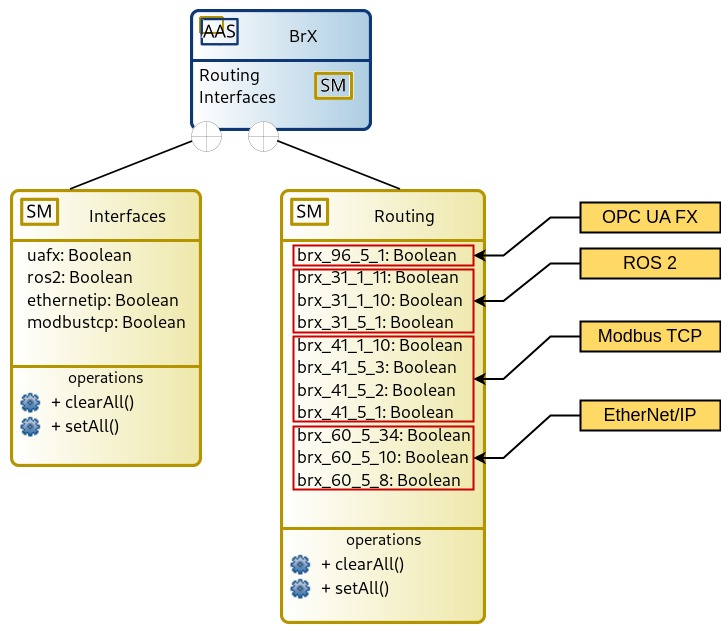 AAS
BrX
Routing
Interfaces
SM
SM
Interfaces
uafx: Boolean
ros2: Boolean
ethernetip: Boolean
modbustcp: Boolean
operations
+ clearAll()
+ setAll()
SM
Routing
brx_96_5_1: Boolean
brx_31_1_11: Boolean
brx_31_1_10: Boolean
brx_31_5_1: Boolean
brx_41_1_10: Boolean
brx_41_5_3: Boolean
brx_41_5_2: Boolean
brx_41_5_1: Boolean
brx_60_5_34: Boolean
brx_60_5_10: Boolean
brx_60_5_8: Boolean
operations
+ clearAll()
+ setAll()
OPC UA FX
ROS 2
Modbus TCP
EtherNet/IP